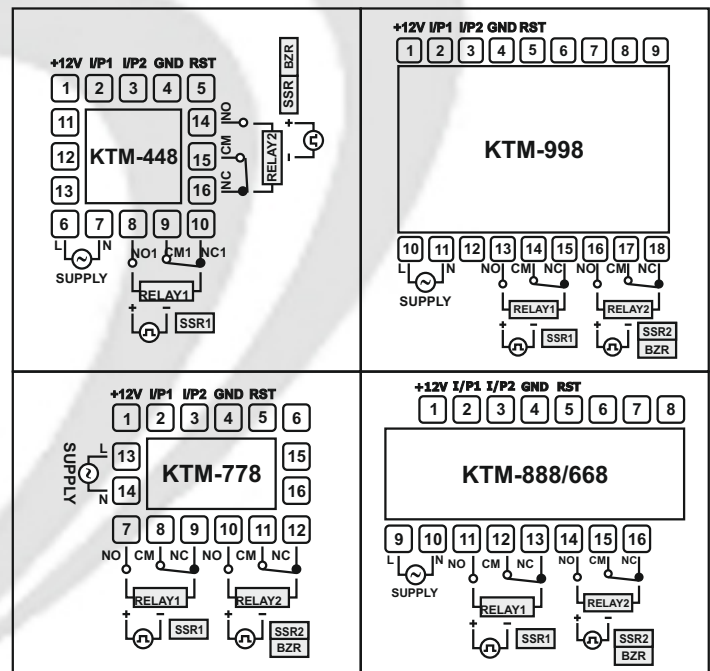 +12V I/P1 I/P2 GND RST
1 2 3 4 5
11
12
13
KTM-448
14 NO
15 CM
16 NC
RELAY2
+
-
SSR BZR
6 7 8 9 10
L N
SUPPLY
NO1 CM1 NC1
RELAY1
+ -
SSR1
+12V I/P1 I/P2 GND RST
1 2 3 4 5 6 7 8 9
KTM-998
10 11 12 13 14 15 16 17 18
L N NO CM NC NO CM NC
SUPPLY
RELAY1 RELAY2
+ - + -
SSR1 SSR2
BZR
+12V I/P1 I/P2 GND RST
1 2 3 4 5 6
SUPPLY
L 13
N 14
KTM-778
15
16
7 8 9 10 11 12
NO CM NC NO CM NC
RELAY1 RELAY2
+ - + -
SSR1 SSR2
BZR
+12V I/P1 I/P2 GND RST
1 2 3 4 5 6 7 8
KTM-888/668
9 10 11 12 13 14 15 16
L N NO CM NC NO CM NC
SUPPLY
RELAY1 RELAY2
+ - + -
SSR1 SSR2
BZR